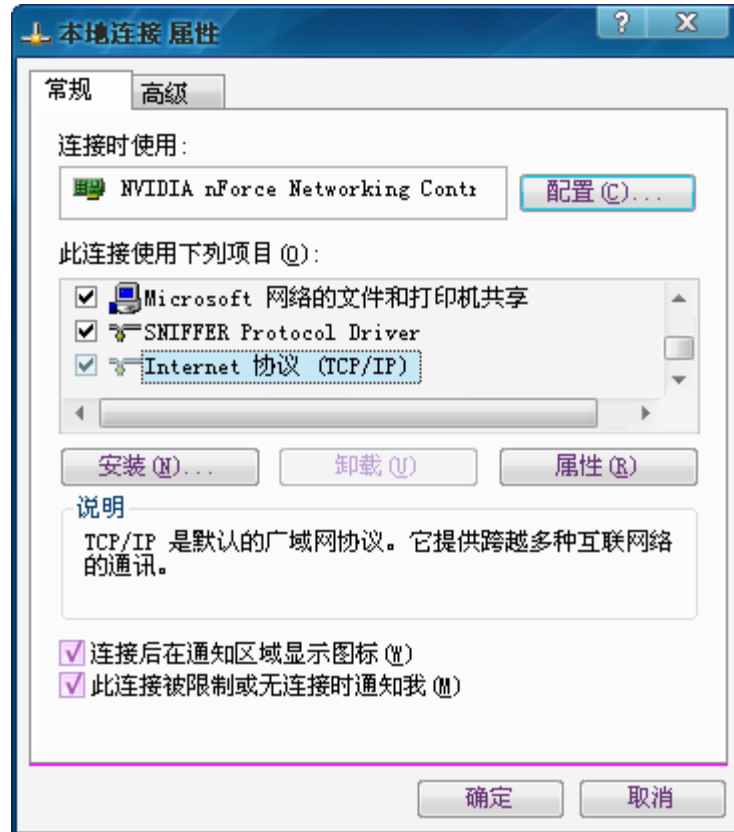 本地连接 属性
常规
高级
连接时使用:
NVIDIA nForce Networking Contr
配置(C)...
此连接使用下列项目(O):
Microsoft 网络的文件和打印机共享
SNIFFER Protocol Driver
Internet 协议 (TCP/IP)
安装(N)...
卸载(U)
属性(R)
说明
TCP/IP 是默认的广域网协议。它提供跨越多种互联网络
的通讯。
连接后在通知区域显示图标(W)
此连接被限制或无连接时通知我(M)
确定
取消